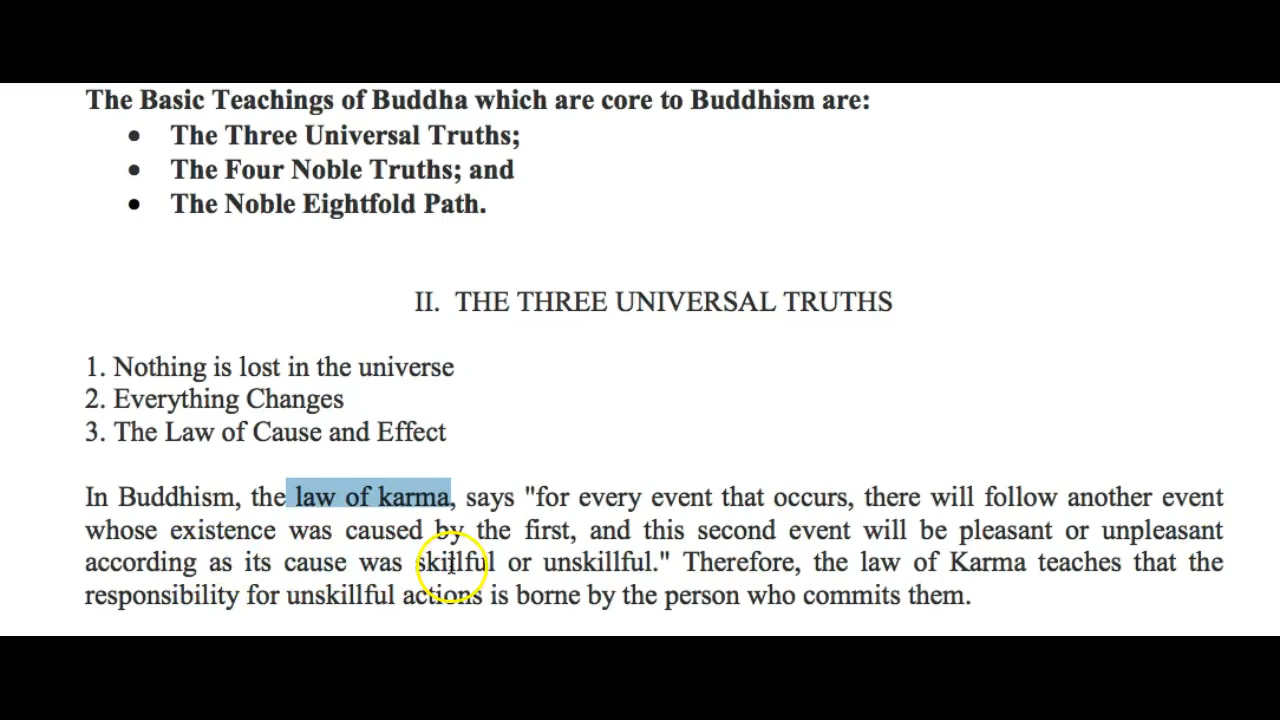 The Basic Teachings of Buddha which are core to Buddhism are:
• The Three Universal Truths;
• The Four Noble Truths; and
• The Noble Eightfold Path.
II. THE THREE UNIVERSAL TRUTHS
1. Nothing is lost in the universe
2. Everything Changes
3. The Law of Cause and Effect
In Buddhism, the law of karma, says "for every event that occurs, there will follow another event
whose existence was caused by the first, and this second event will be pleasant or unpleasant
according as its cause was skillful or unskillful." Therefore, the law of Karma teaches that the
responsibility for unskillful actions is borne by the person who commits them.